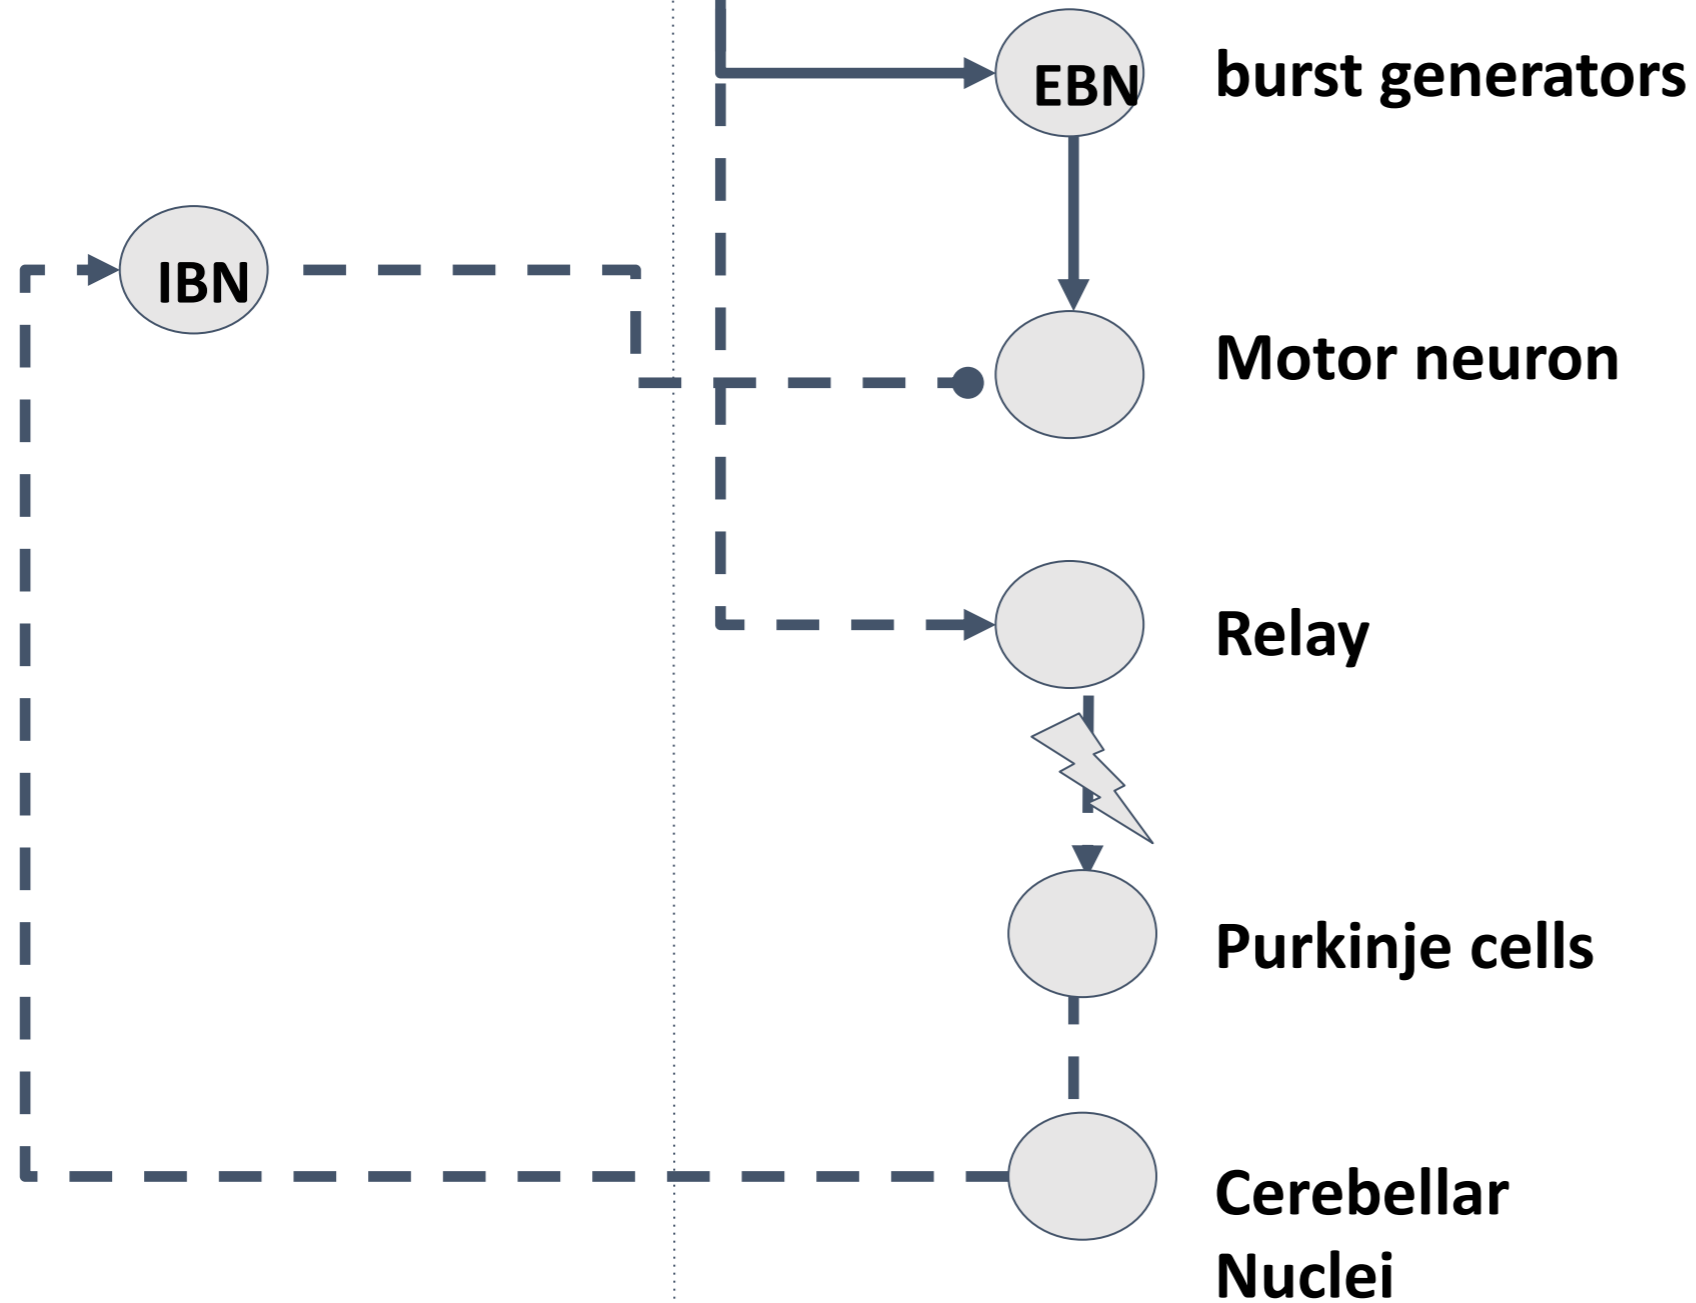 EBN
burst generators
IBN
Motor neuron
Relay
Purkinje cells
Cerebellar
Nuclei